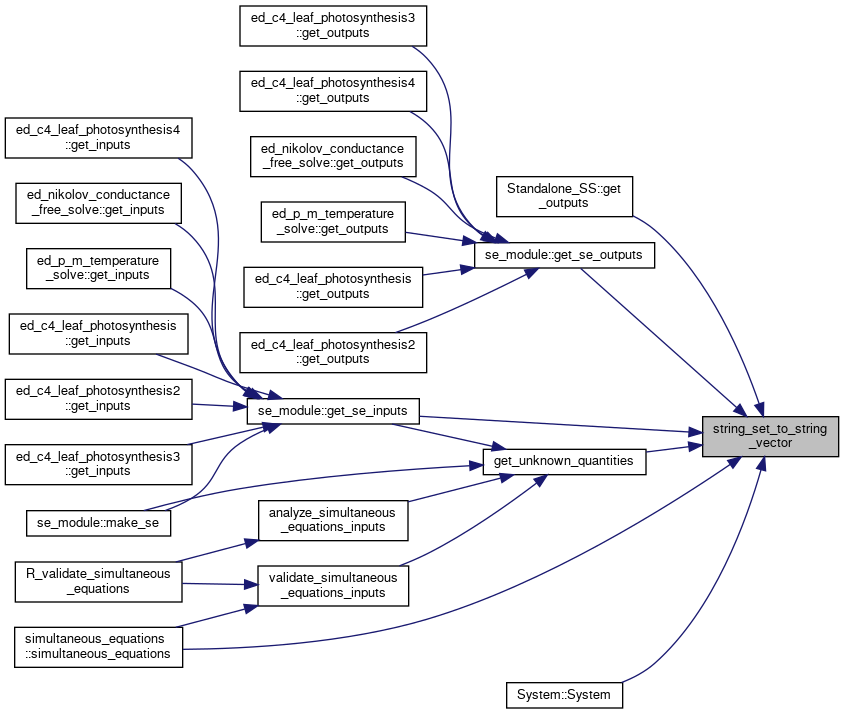 ed_c4_leaf_photosynthesis3
::get_outputs
ed_c4_leaf_photosynthesis4
::get_outputs
ed_c4_leaf_photosynthesis4
::get_inputs
ed_nikolov_conductance
_free_solve::get_outputs
ed_nikolov_conductance
_free_solve::get_inputs
Standalone_SS::get
_outputs
ed_p_m_temperature
_solve::get_outputs
se_module::get_se_outputs
ed_p_m_temperature
_solve::get_inputs
ed_c4_leaf_photosynthesis
::get_outputs
ed_c4_leaf_photosynthesis
::get_inputs
ed_c4_leaf_photosynthesis2
::get_outputs
ed_c4_leaf_photosynthesis2
::get_inputs
se_module::get_se_inputs
string_set_to_string
_vector
ed_c4_leaf_photosynthesis3
::get_inputs
get_unknown_quantities
se_module::make_se
analyze_simultaneous
_equations_inputs
R_validate_simultaneous
_equations
validate_simultaneous
_equations_inputs
simultaneous_equations
::simultaneous_equations
System::System